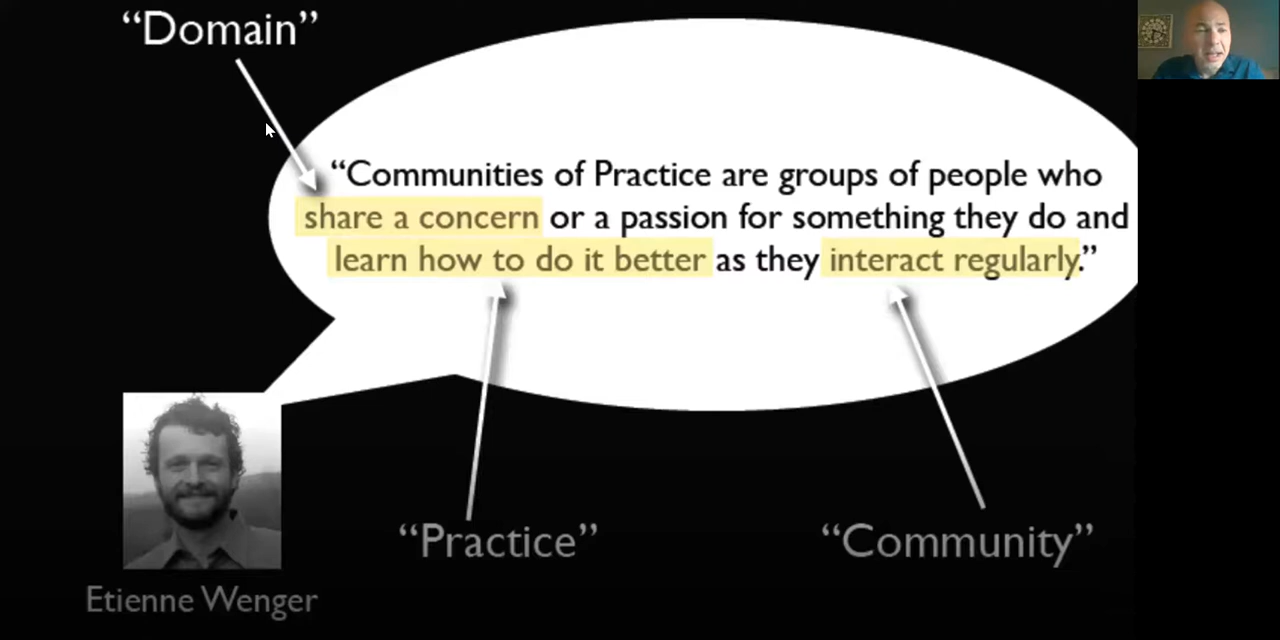 “Domain”
“Communities of Practice are groups of people who
share a concern or a passion for something they do and
learn how to do it better as they interact regularly.”
“Practice”
“Community”
Etienne Wenger